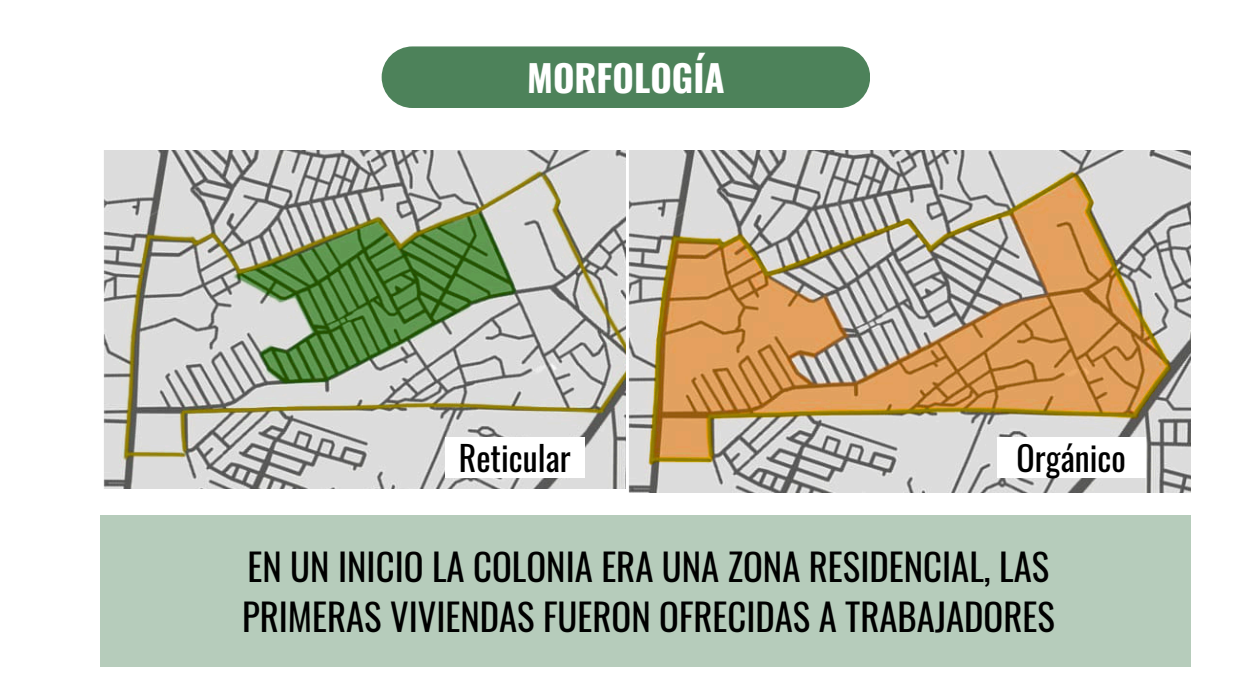 MORFOLOGÍA
Reticular
Orgánico
EN UN INICIO LA COLONIA ERA UNA ZONA RESIDENCIAL, LAS
PRIMERAS VIVIENDAS FUERON OFRECIDAS A TRABAJADORES